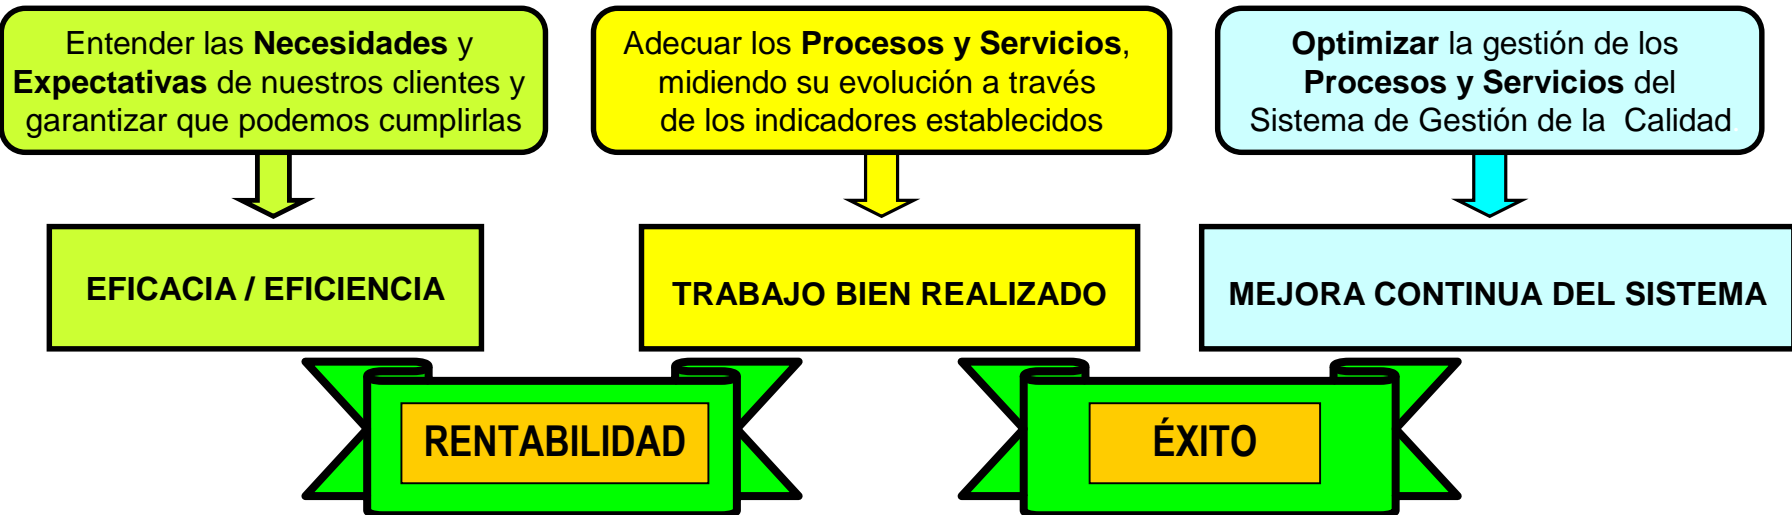 Entender las Necesidades y
Expectativas de nuestros clientes y
garantizar que podemos cumplirlas
Adecuar los Procesos y Servicios,
midiendo su evolución a través
de los indicadores establecidos
Optimizar la gestión de los
Procesos y Servicios del
Sistema de Gestión de la Calidad
EFICACIA / EFICIENCIA
TRABAJO BIEN REALIZADO
MEJORA CONTINUA DEL SISTEMA
RENTABILIDAD
ÉXITO